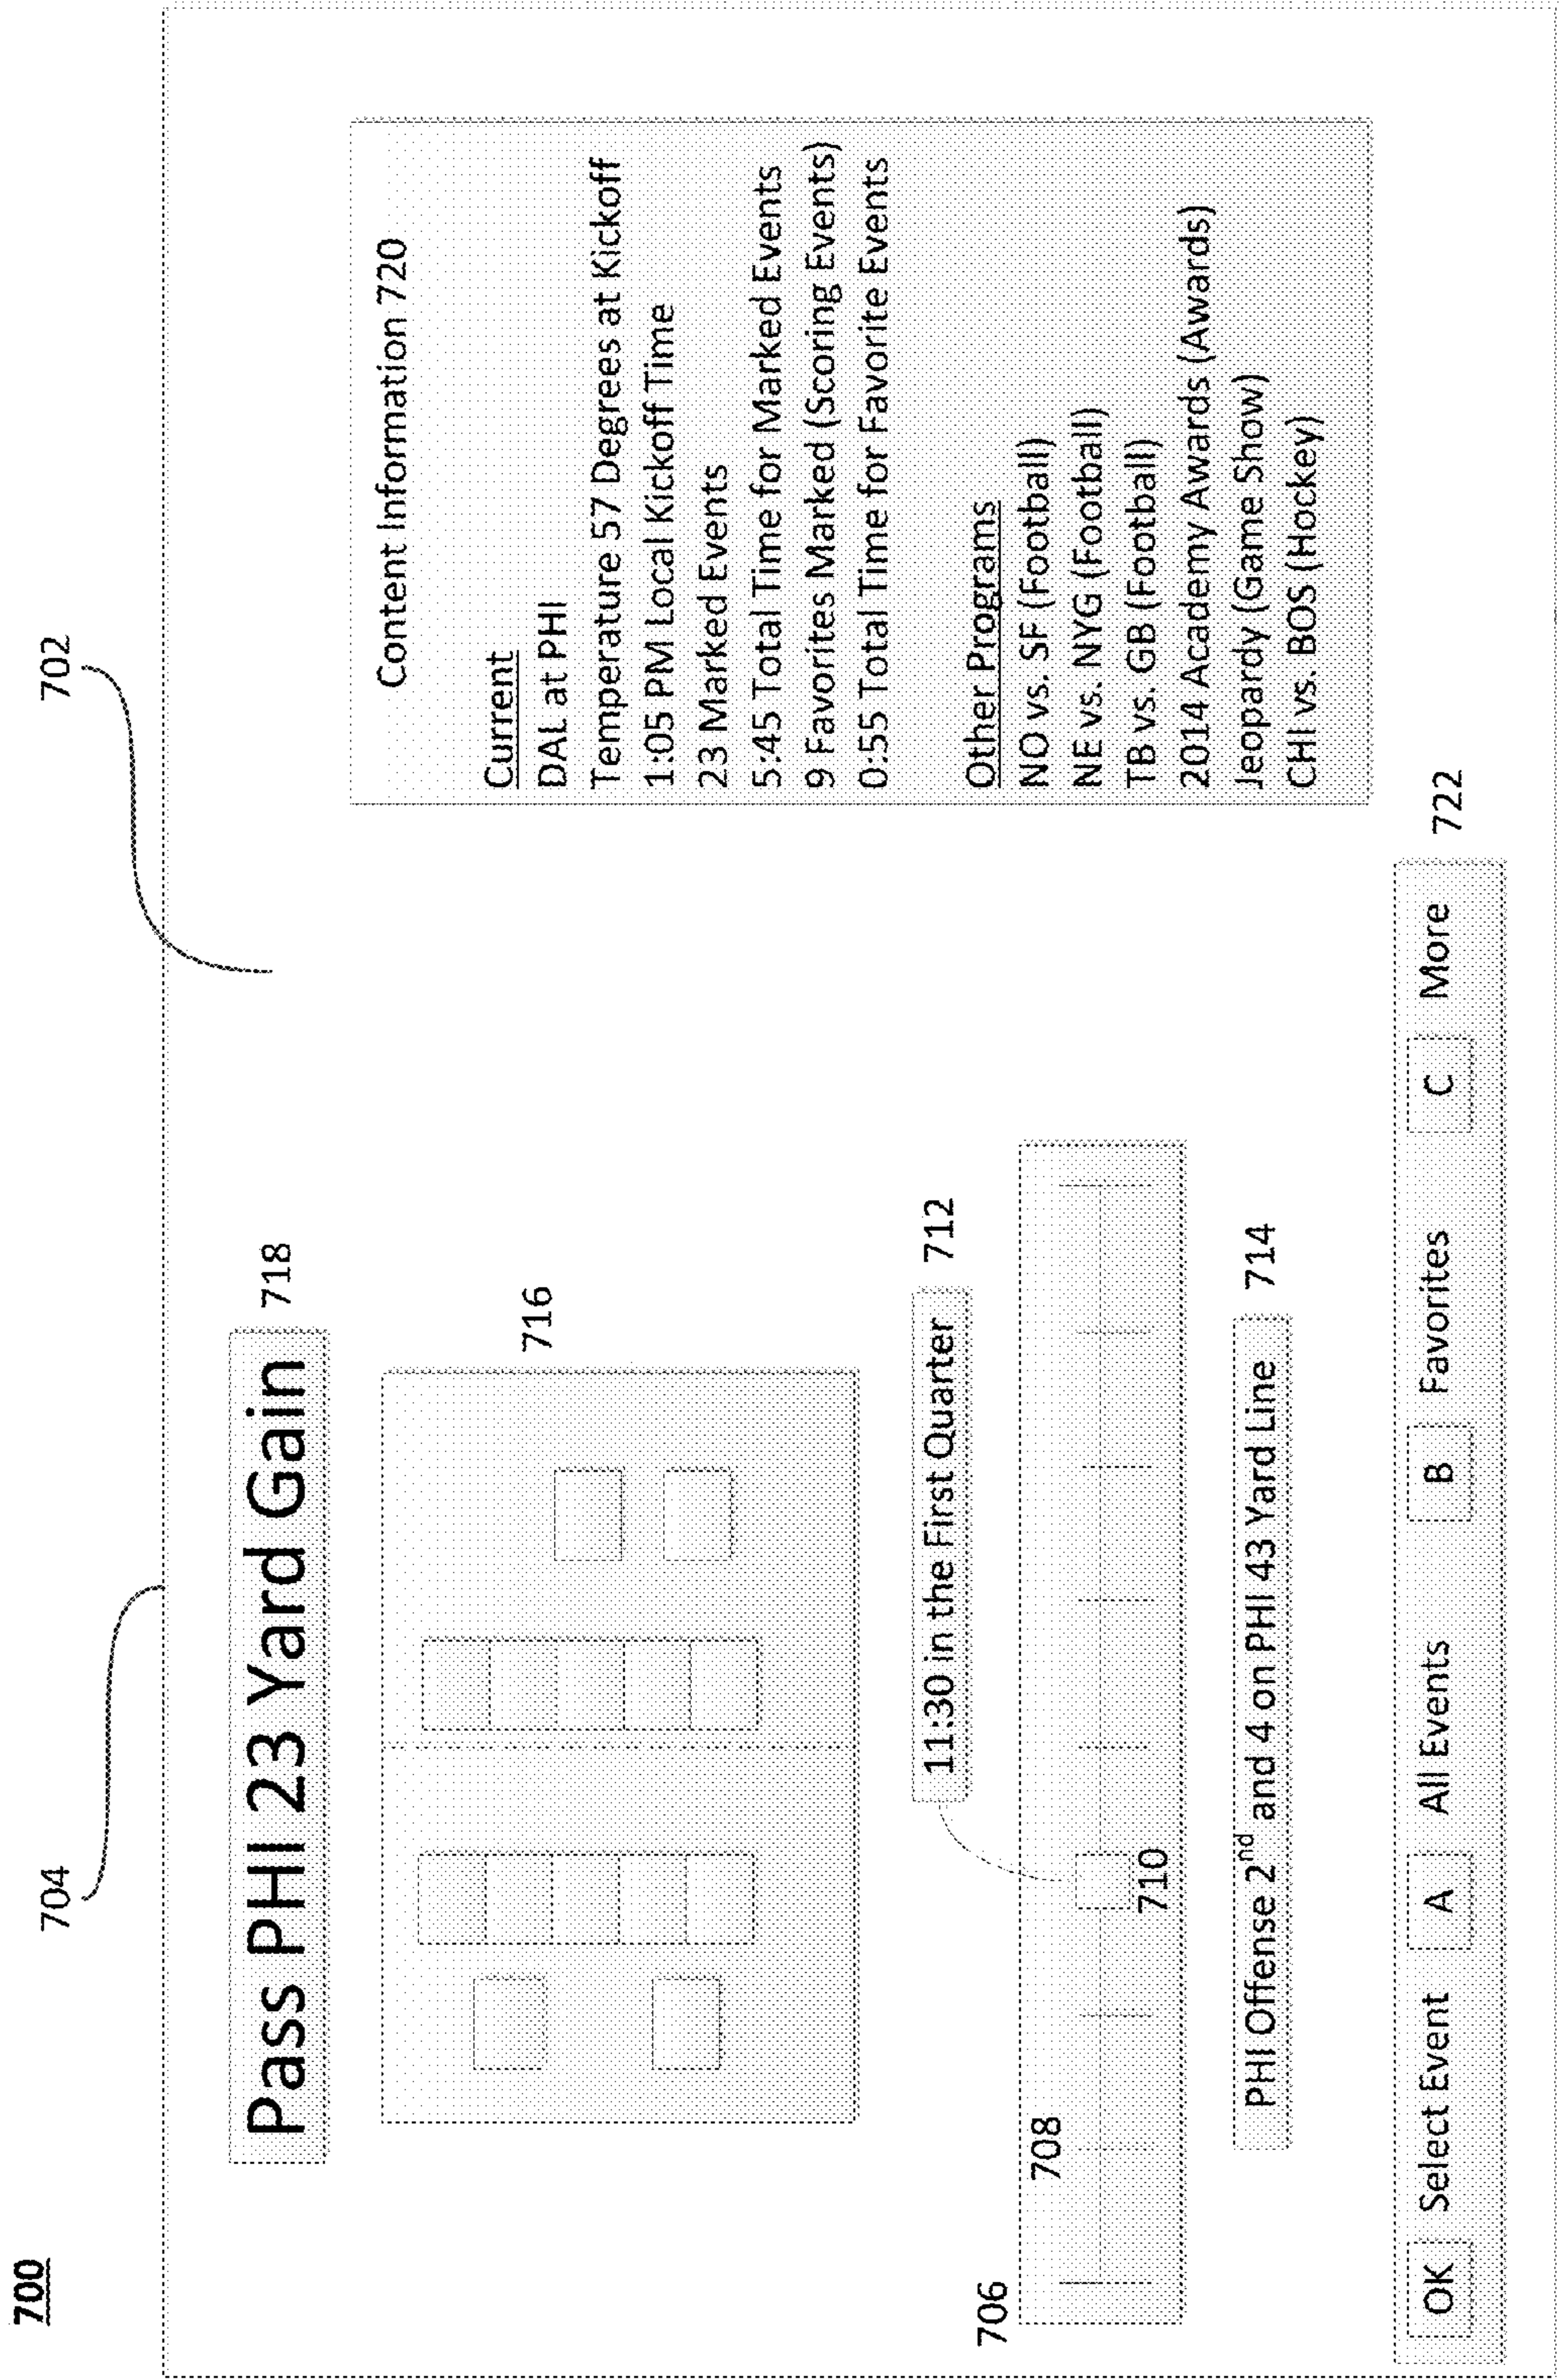 700
704
702
Pass PHI 23 Yard Gain
718
716
11:30 in the First Quarter
712
706
708
710
PHI Offense 2nd and 4 on PHI 43 Yard Line
714
Content Information 720
Current
DAL at PHI
Temperature 57 Degrees at Kickoff
1:05 PM Local Kickoff Time
23 Marked Events
5:45 Total Time for Marked Events
9 Favorites Marked (Scoring Events)
0:55 Total Time for Favorite Events
Other Programs
NO vs. SF (Football)
NE vs. NYG (Football)
TB vs. GB (Football)
2014 Academy Awards (Awards)
Jeopardy (Game Show)
CHI vs. BOS (Hockey)
OK Select Event A All Events B Favorites C More
722